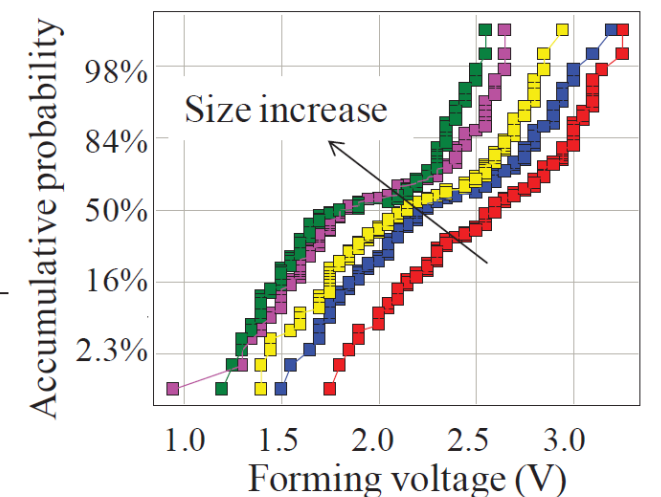 Accumulative probability
98%
84%
50%
16%
2.3%
Size increase
1.0 1.5 2.0 2.5 3.0
Forming voltage (V)